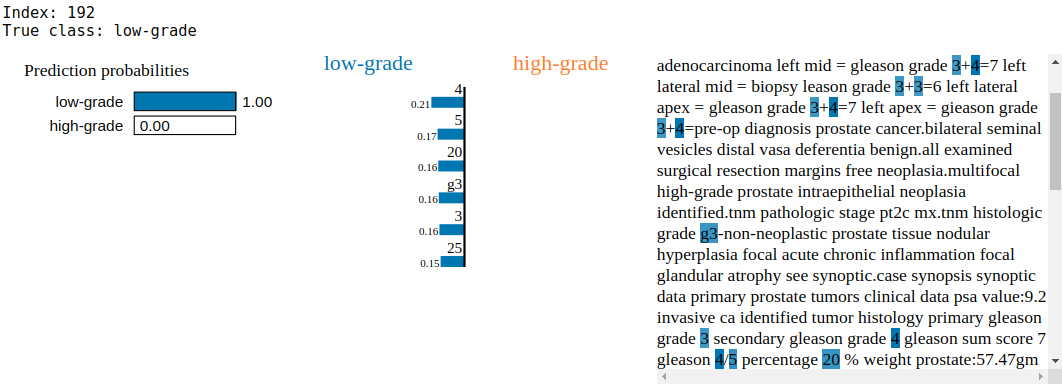 Index: 192
True class: low-grade
Prediction probabilities
low-grade 1.00
high-grade 0.00
low-grade
high-grade
4
0.21
5
0.17
20
0.16
g3
0.16
3
0.16
25
0.15
adenocarcinoma left mid = gleason grade 3+4=7 left
lateral mid = biopsy leason grade 3+3=6 left lateral
apex = gleason grade 3+4=7 left apex = gieason grade
3+4=pre-op diagnosis prostate cancer.bilateral seminal
vesicles distal vasa deferentia benign.all examined
surgical resection margins free neoplasia.multifocal
high-grade prostate intraepithelial neoplasia
identified.tnm pathologic stage pt2c mx.tnm histologic
grade g3-non-neoplastic prostate tissue nodular
hyperplasia focal acute chronic inflammation focal
glandular atrophy see synoptic.case synopsis synoptic
data primary prostate tumors clinical data psa value:9.2
invasive ca identified tumor histology primary gleason
grade 3 secondary gleason grade 4 gleason sum score 7
gleason 4/5 percentage 20 % weight prostate:57.47gm